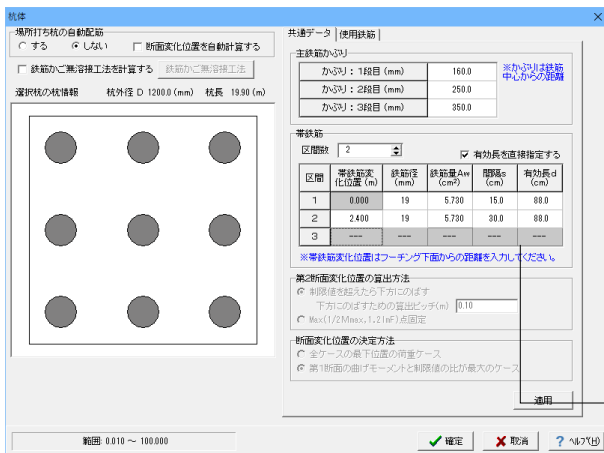 杭体
場所打ち杭の自動配筋
する しない 断面変化位置を自動計算する
鉄筋かご無溶接工法を計算する 鉄筋かご無溶接工法
選択杭の杭情報 杭外径 D 1200.0 (mm) 杭長 19.90 (m)
共通データ 使用鉄筋
主鉄筋かぶり
かぶり：1段目 (mm) 160.0
かぶり：2段目 (mm) 250.0
かぶり：3段目 (mm) 350.0
※かぶりは鉄筋
中心からの距離
帯鉄筋
区間数 2 有効長を直接指定する
区間 帯鉄筋変化位置 (m) 鉄筋径 (mm) 鉄筋量Aw (cm²) 間隔s (cm) 有効長d (cm)
1 0.000 19 5.730 15.0 88.0
2 2.400 19 5.730 30.0 88.0
3 --- --- --- --- ---
※帯鉄筋変化位置はフーチング下面からの距離を入力してください。
第2断面変化位置の算出方法
制限値を超えたら下方にのばす
下方にのばすための算出ピッチ(m) 0.10
Max(1/2Mmax,1.2lmF)点固定
断面変化位置の決定方法
全ケースの最下位置の荷重ケース
第1断面の曲げモーメントと制限値の比が最大のケース
適用
範囲: 0.010 ～ 100.000
確定 取消 ? ヘルプ(H)